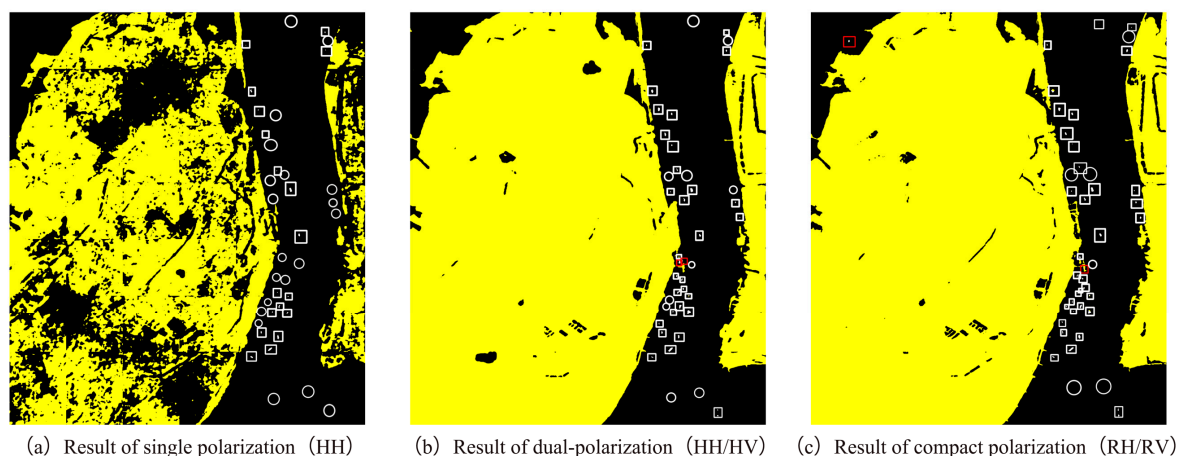 （a） Result of single polarization （HH）
（b） Result of dual-polarization （HH/HV）
（c） Result of compact polarization （RH/RV）